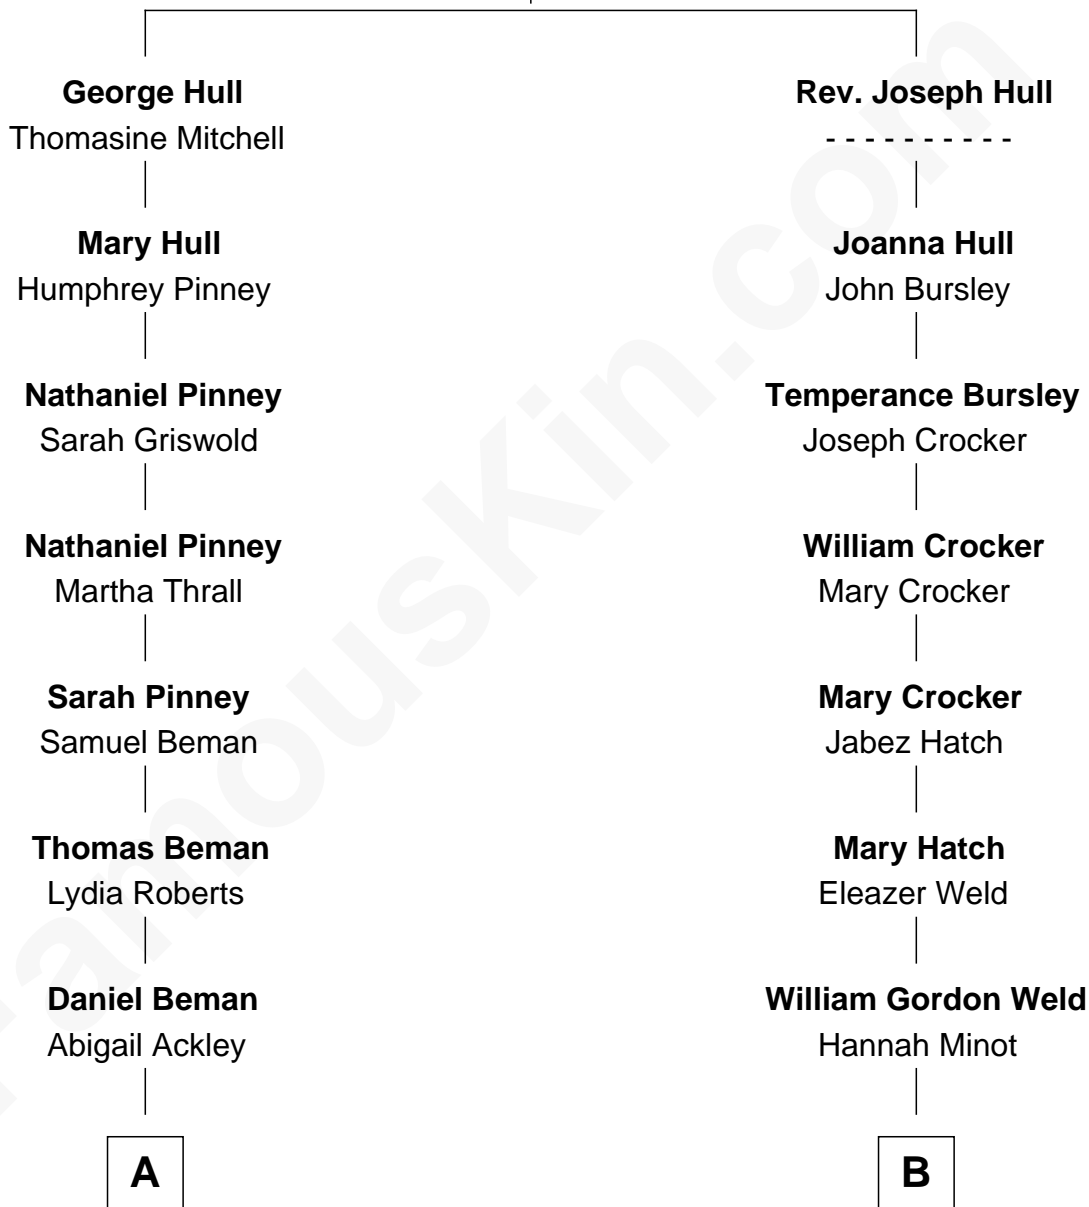 George Hull
Thomasine Mitchell
Mary Hull
Humphrey Pinney
Nathaniel Pinney
Sarah Griswold
Nathaniel Pinney
Martha Thrall
Sarah Pinney
Samuel Beman
Thomas Beman
Lydia Roberts
Daniel Beman
Abigail Ackley
A
Rev. Joseph Hull
- - - - - - - - - -
Joanna Hull
John Bursley
Temperance Bursley
Joseph Crocker
William Crocker
Mary Crocker
Mary Crocker
Jabez Hatch
Mary Hatch
Eleazer Weld
William Gordon Weld
Hannah Minot
B
FamousKin.com